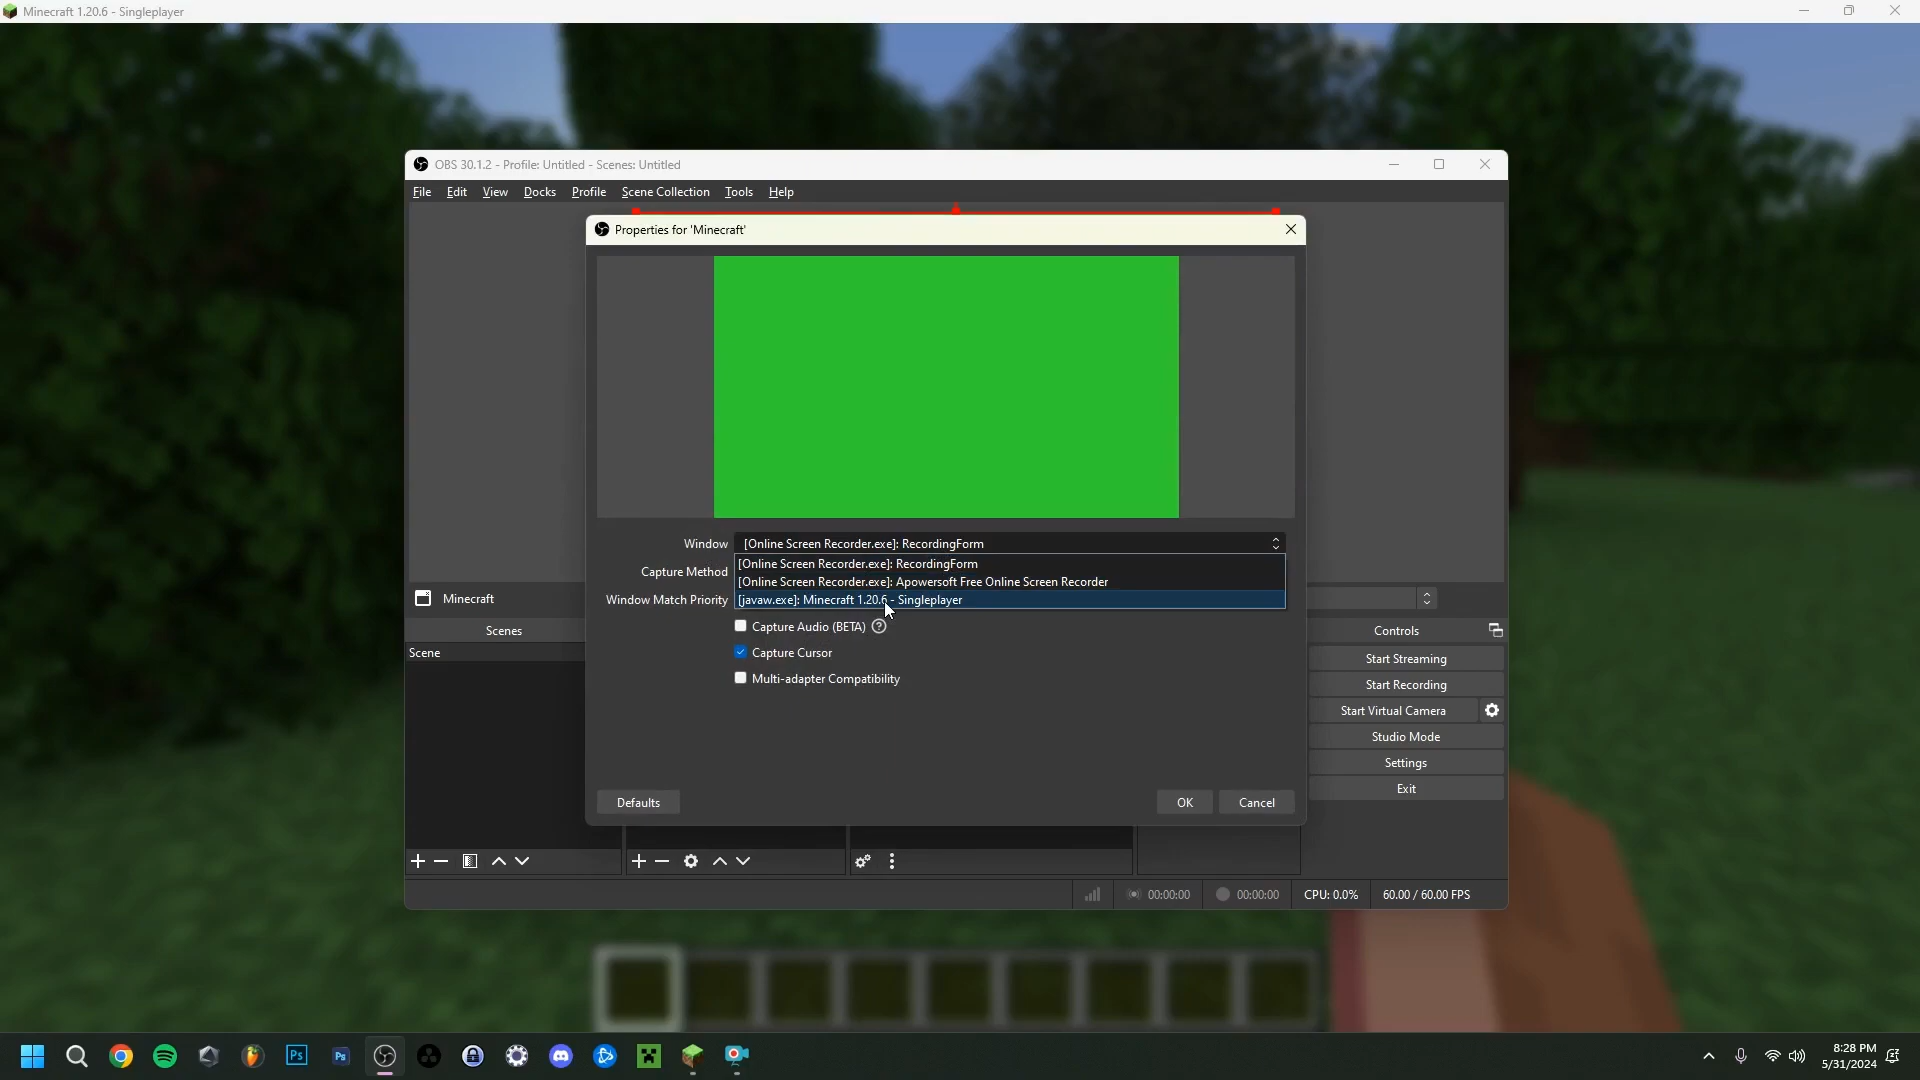 Minecraft 1.20.6 - Singleplayer
OBS 30.1.2 - Profile: Untitled - Scenes: Untitled
File Edit View Docks Profile Scene Collection Tools Help
Properties for 'Minecraft'
Window [Online Screen Recorder.exe]: RecordingForm
[Online Screen Recorder.exe]: RecordingForm
Capture Method
[Online Screen Recorder.exe]: Apowersoft Free Online Screen Recorder
Window Match Priority [javaw.exe]: Minecraft 1.20.6 - Singleplayer
Minecraft
Capture Audio (BETA) ?
Scenes
Controls
Scene
Capture Cursor
Start Streaming
Multi-adapter Compatibility
Start Recording
Start Virtual Camera
Studio Mode
Settings
Exit
Defaults OK Cancel
00:00:00 00:00:00 CPU: 0.0% 60.00 / 60.00 FPS
Ps Ps
8:28 PM
5/31/2024